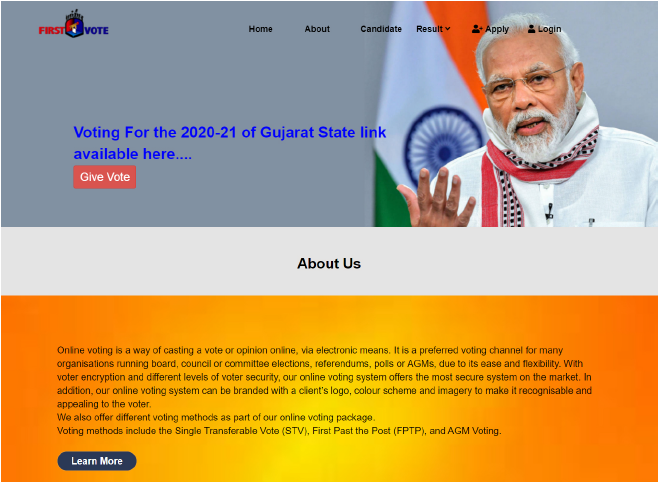 FIRST VOTE
Home About Candidate Result Apply Login
Voting For the 2020-21 of Gujarat State link
available here....
Give Vote
About Us
Online voting is a way of casting a vote or opinion online, via electronic means. It is a preferred voting channel for many
organisations running board, council or committee elections, referendums, polls or AGMs, due to its ease and flexibility. With
voter encryption and different levels of voter security, our online voting system offers the most secure system on the market. In
addition, our online voting system can be branded with a client's logo, colour scheme and imagery to make it recognisable and
appealing to the voter.
We also offer different voting methods as part of our online voting package.
Voting methods include the Single Transferable Vote (STV), First Past the Post (FPTP), and AGM Voting.
Learn More